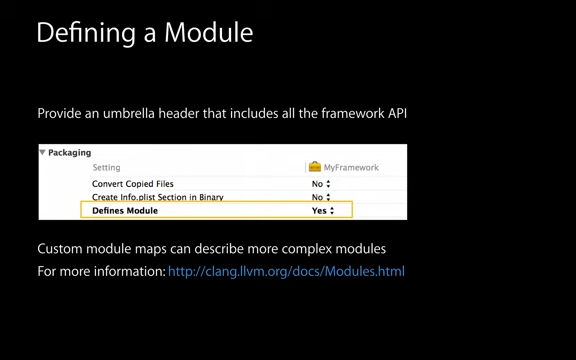 Defining a Module
Provide an umbrella header that includes all the framework API
Packaging
Setting MyFramework
Convert Copied Files No
Create Info.plist Section in Binary No
Defines Module Yes
Custom module maps can describe more complex modules
For more information: http://clang.llvm.org/docs/Modules.html